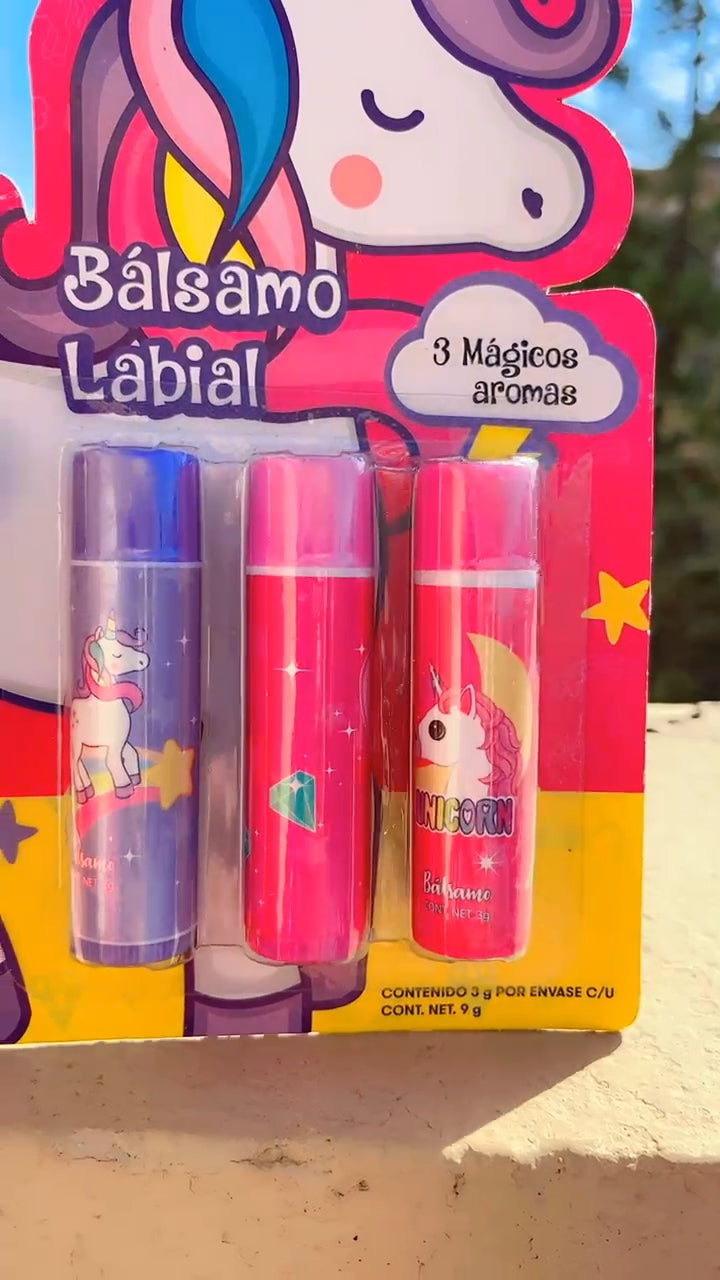 Bálsamo
Labial
3 Mágicos
aromas
UNICORN
Bálsamo
CONT. NET. 3g
CONTENIDO 3 g POR ENVASE C/U
CONT. NET. 9 g